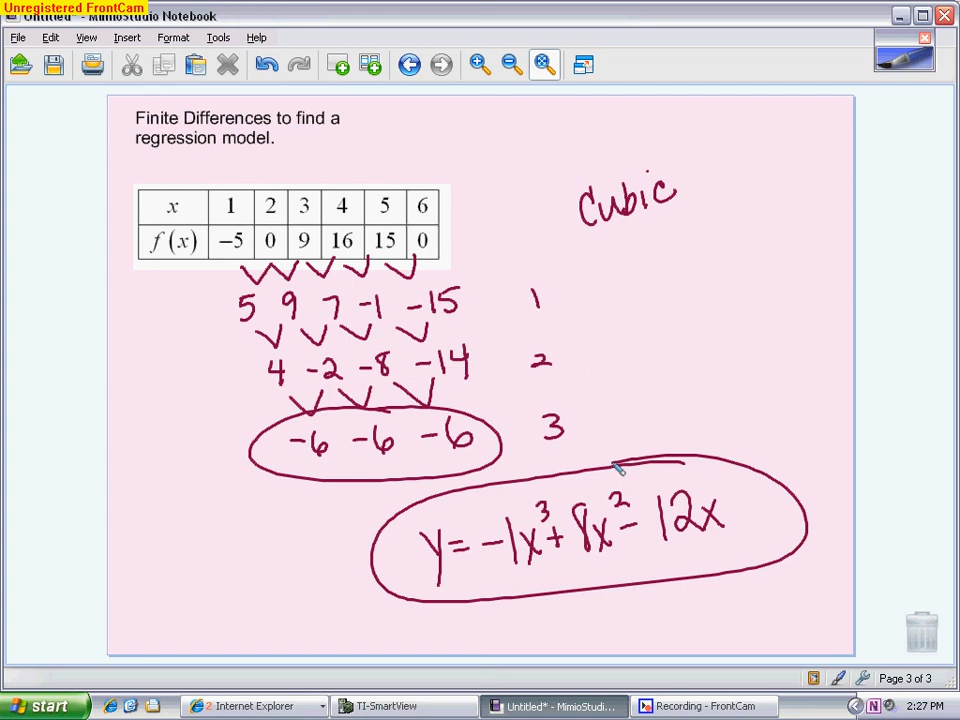 Unregistered FrontCam
Untitled* - MimioStudio Notebook
File Edit View Insert Format Tools Help
Finite Differences to find a
regression model.
x 1 2 3 4 5 6
f(x) −5 0 9 16 15 0
Cubic
5 9 7 -1 -15 1
4 -2 -8 -14 2
-6 -6 -6 3
y = -1x³ + 8x² - 12x
Page 3 of 3
start 2 Internet Explorer TI-SmartView Untitled* - MimioStu... Recording - FrontCam N 2:27 PM